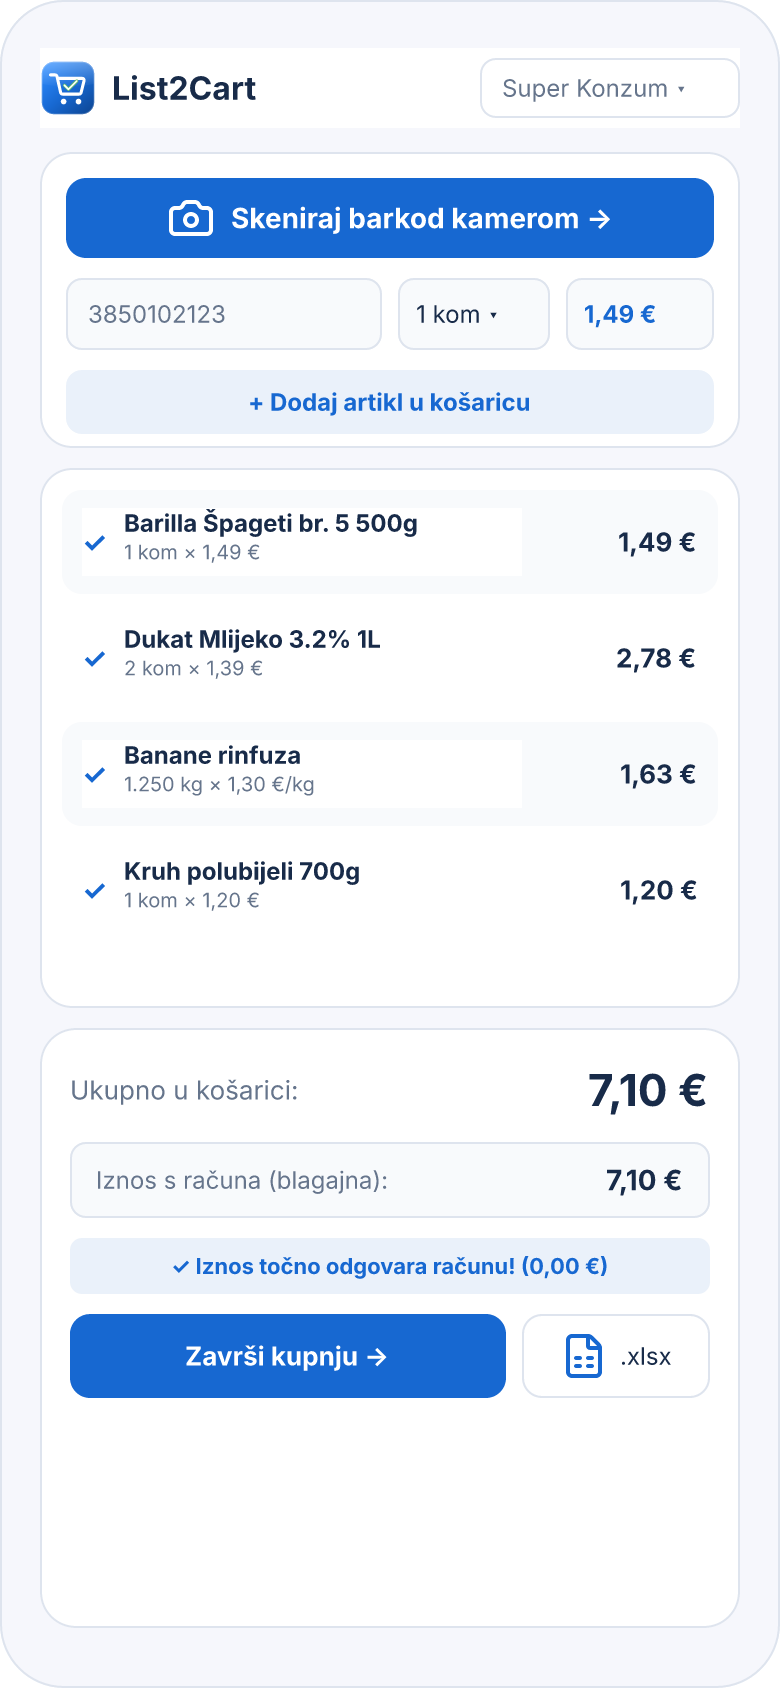 List2Cart
Super Konzum ▾
Skeniraj barkod kamerom →
3850102123
1 kom ▾
1,49 €
+ Dodaj artikl u košaricu
✓ Barilla Špageti br. 5 500g
1 kom × 1,49 €
1,49 €
✓ Dukat Mlijeko 3.2% 1L
2 kom × 1,39 €
2,78 €
✓ Banane rinfuza
1.250 kg × 1,30 €/kg
1,63 €
✓ Kruh polubijeli 700g
1 kom × 1,20 €
1,20 €
Ukupno u košarici:
7,10 €
Iznos s računa (blagajna):
7,10 €
✓ Iznos točno odgovara računu! (0,00 €)
Završi kupnju →
.xlsx